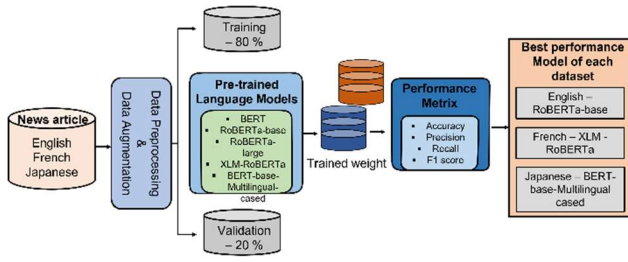 Training
– 80 %
News article
English
French
Japanese
Data Preprocessing
&
Data Augmentation
Pre-trained
Language Models
▪ BERT
▪ RoBERTa-base
▪ RoBERTa-
large
▪ XLM-RoBERTa
▪ BERT-base-
Multilingual-
cased
Validation
– 20 %
Trained weight
Performance
Metrix
▪ Accuracy
▪ Precision
▪ Recall
▪ F1 score
Best performance
Model of each
dataset
English –
RoBERTa-base
French – XLM -
RoBERTa
Japanese – BERT-
base-Multilingual
cased